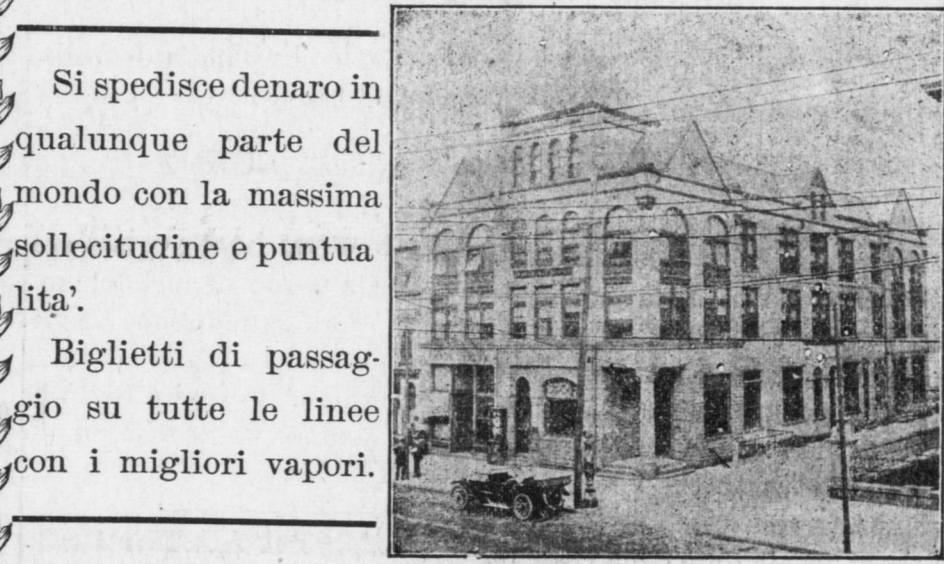 Si spedisce denaro in
qualunque parte del
mondo con la massima
sollecitudine e puntua
lita'.
Biglietti di passag-
gio su tutte le linee
con i migliori vapori.